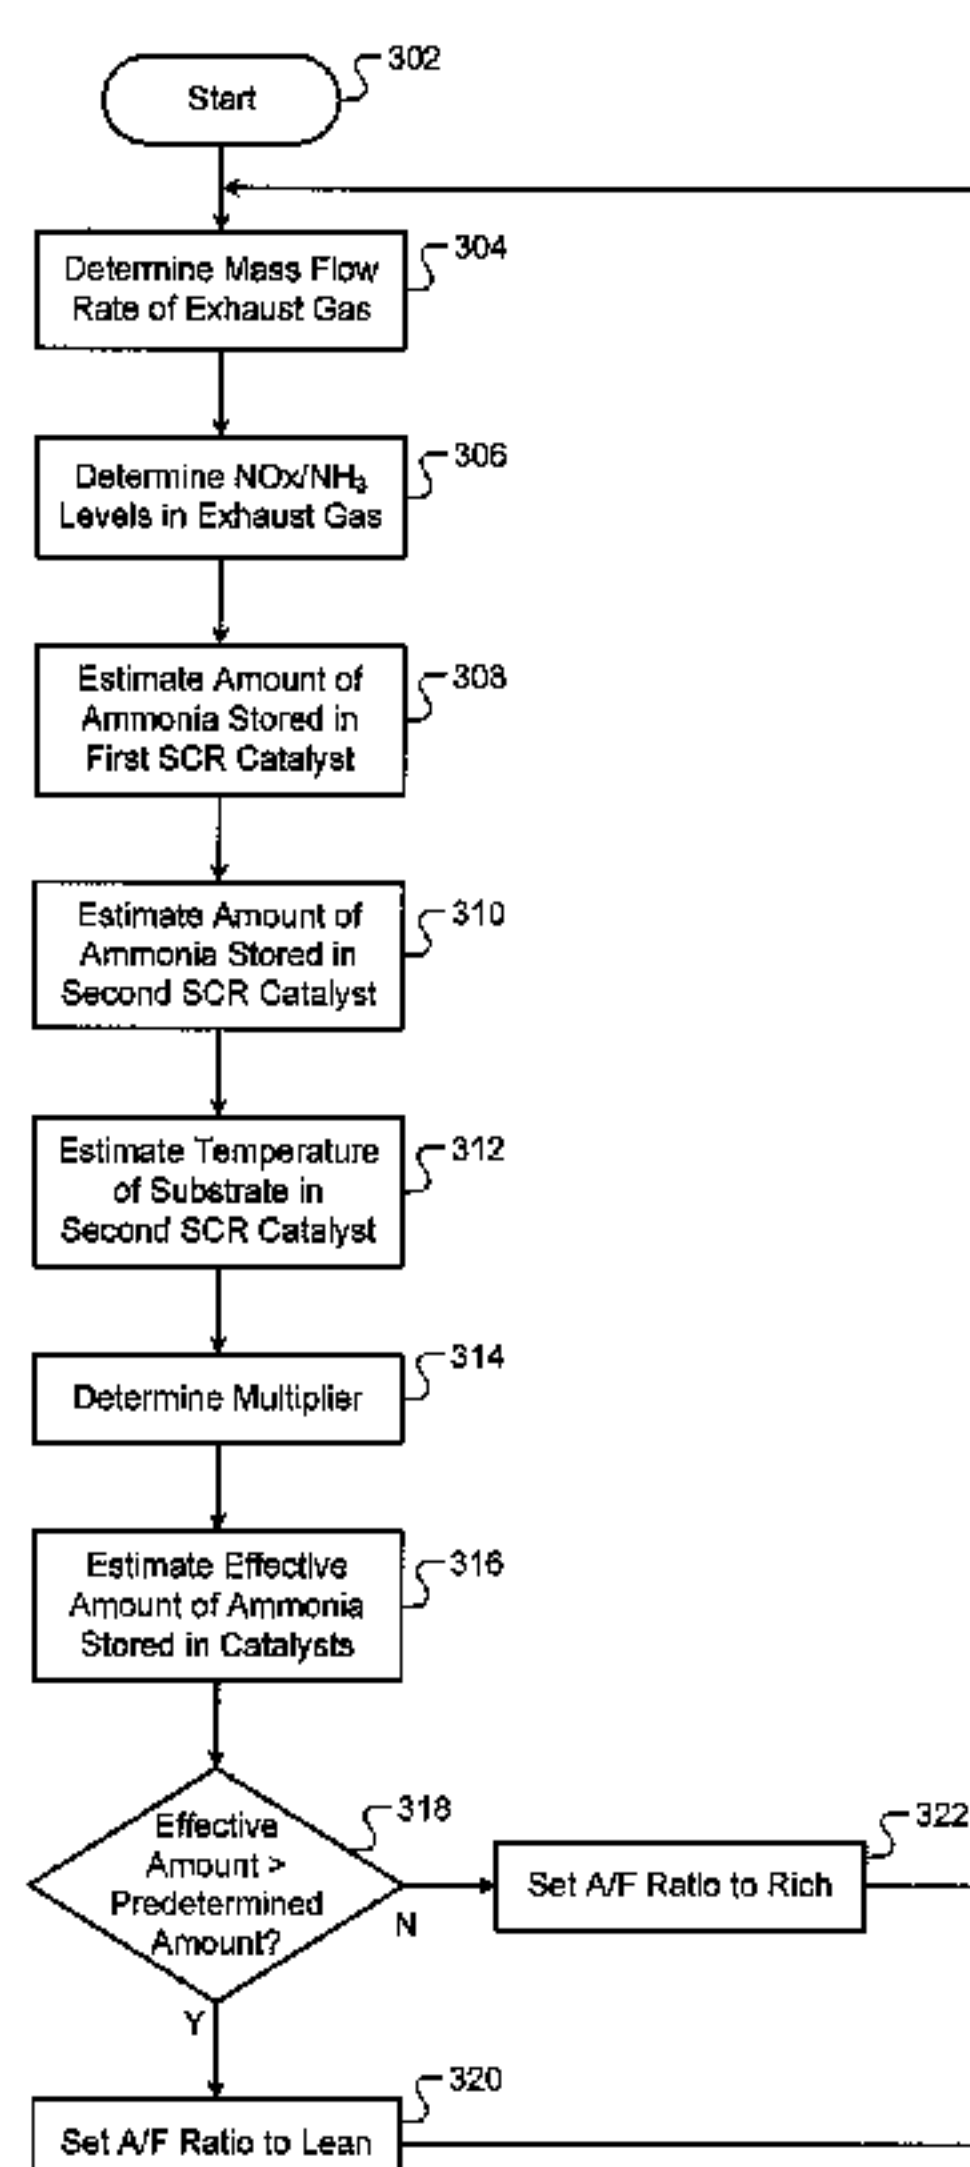 302
Start
304
Determine Mass Flow
Rate of Exhaust Gas
306
Determine NOx/NH₃
Levels in Exhaust Gas
308
Estimate Amount of
Ammonia Stored in
First SCR Catalyst
310
Estimate Amount of
Ammonia Stored in
Second SCR Catalyst
312
Estimate Temperature
of Substrate in
Second SCR Catalyst
314
Determine Multiplier
316
Estimate Effective
Amount of Ammonia
Stored in Catalysts
318
Effective
Amount >
Predetermined
Amount?
N
322
Set A/F Ratio to Rich
Y
320
Set A/F Ratio to Lean